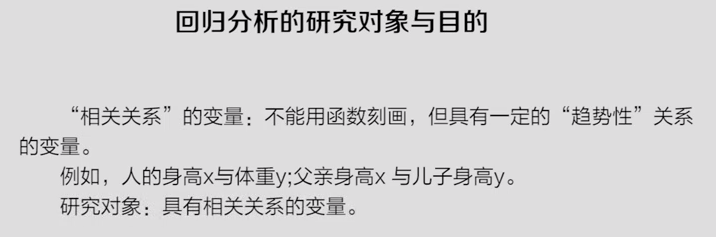 回归分析的研究对象与目的
“相关关系”的变量：不能用函数刻画，但具有一定的“趋势性”关系
的变量。
例如，人的身高x与体重y;父亲身高x 与儿子身高y。
研究对象：具有相关关系的变量。